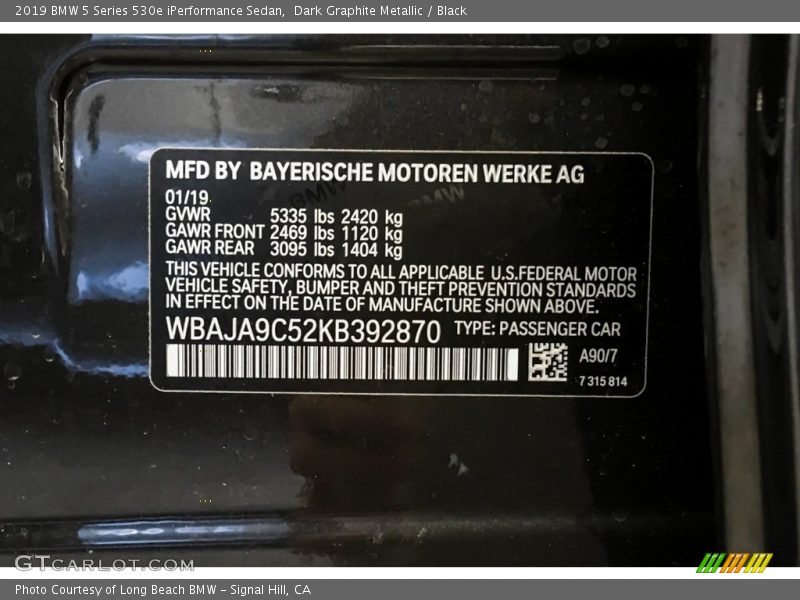 2019 BMW 5 Series 530e iPerformance Sedan, Dark Graphite Metallic / Black
MFD BY BAYERISCHE MOTOREN WERKE AG
01/19
GVWR 5335 lbs 2420 kg
GAWR FRONT 2469 lbs 1120 kg
GAWR REAR 3095 lbs 1404 kg
THIS VEHICLE CONFORMS TO ALL APPLICABLE U.S.FEDERAL MOTOR
VEHICLE SAFETY, BUMPER AND THEFT PREVENTION STANDARDS
IN EFFECT ON THE DATE OF MANUFACTURE SHOWN ABOVE.
WBAJA9C52KB392870 TYPE: PASSENGER CAR
A90/7
7 315 814
GTCARLOT.COM
Photo Courtesy of Long Beach BMW - Signal Hill, CA